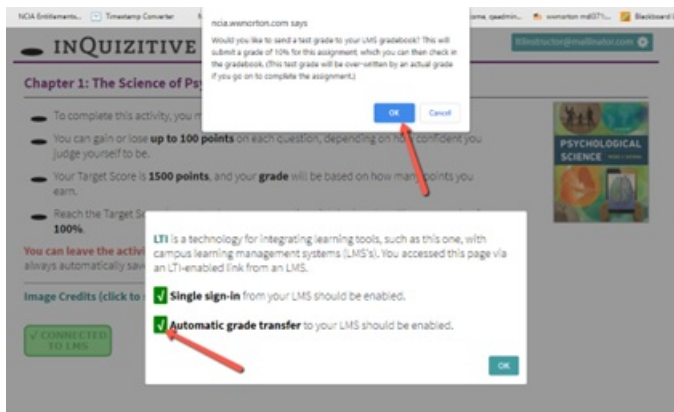 NCIA Entitlements...
Timestamp Converter
ncia.wwnorton.com says
Would you like to send a test grade to your LMS gradebook? This will
submit a grade of 10% for this assignment, which you can then check in
the gradebook. (This test grade will be over-written by an actual grade
if you go on to complete the assignment.)
OK Cancel
INQUIZITIVE
ltiinstructor@mailinator.com
Chapter 1: The Science of
To complete this activity, you
You can gain or lose up to 100 points on each question, depending on how confident you
judge yourself to be.
Your Target Score is 1500 points, and your grade will be based on how many points you
earn.
Reach the Target
100%.
You can leave the
always automatically
Image Credits (click to
√ CONNECTED
TO LMS
PSYCHOLOGICAL
SCIENCE
LTI is a technology for integrating learning tools, such as this one, with
campus learning management systems (LMS's). You accessed this page via
an LTI-enabled link from an LMS.
√ Single sign-in from your LMS should be enabled.
√ Automatic grade transfer to your LMS should be enabled.
OK